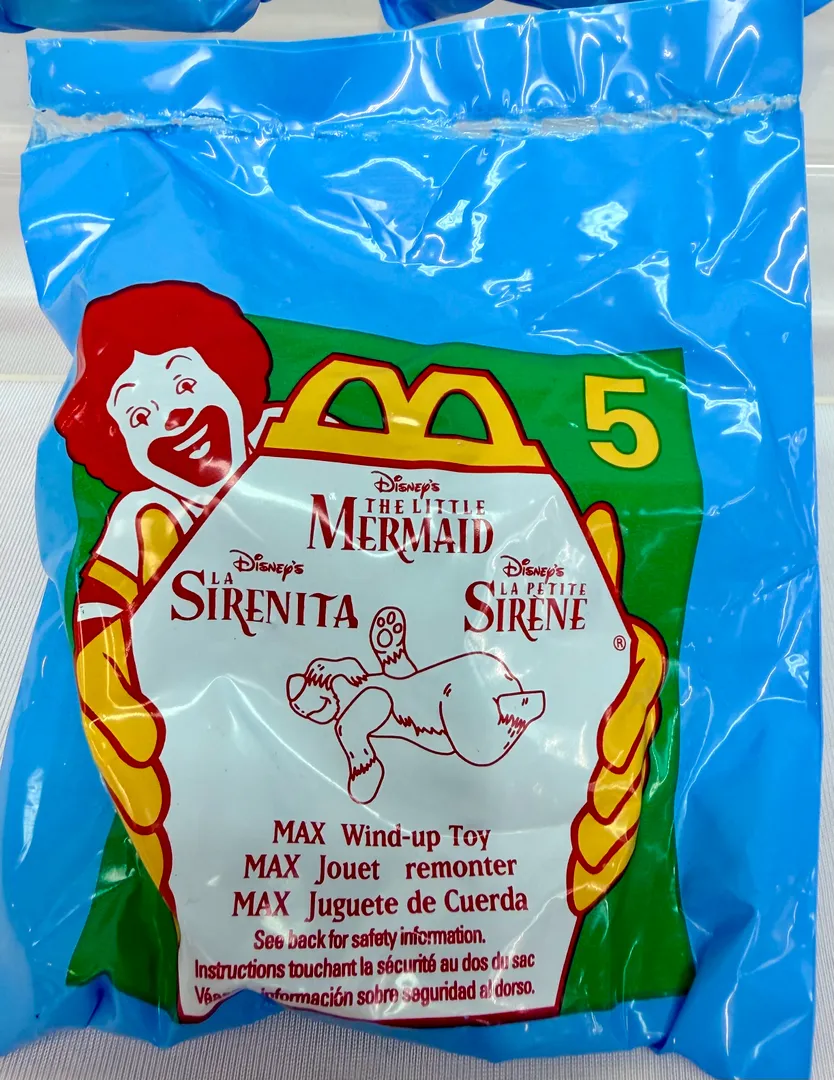 5
Disney's
THE LITTLE
MERMAID
Disney's
LA
SIRENITA
Disney's
LA PETITE
SIRÈNE
®
MAX Wind-up Toy
MAX Jouet remonter
MAX Juguete de Cuerda
See back for safety information.
Instructions touchant la sécurité au dos du sac
información sobre seguridad al dorso.